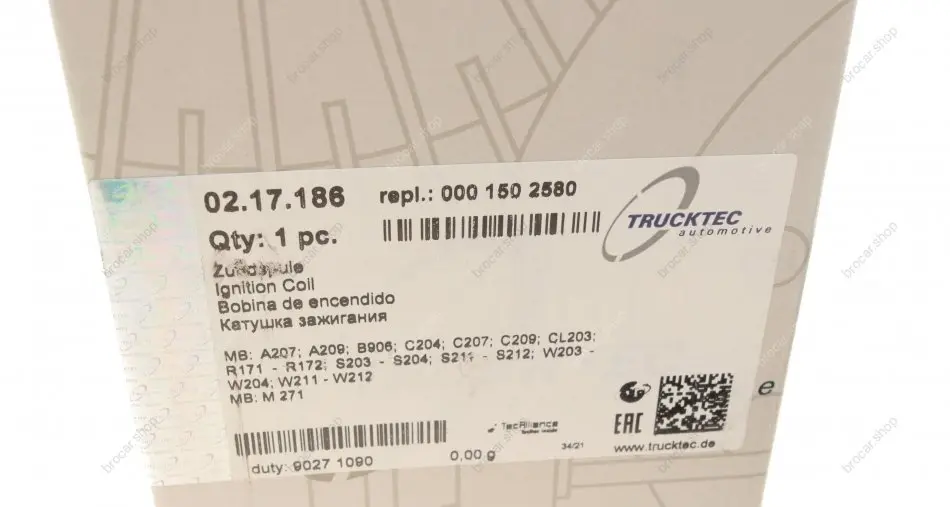 02.17.186 repl.: 000 150 2580
TRUCKTEC
automotive
Qty: 1 pc.
Ignition Coil
Bobina de encendido
Катушка зажигания
MB: A207; A209; B906; C204; C207; C209; CL203;
R171 - R172; S203 - S204; S211 - S212; W203 -
W204; W211 - W212
MB: M 271
e
TecAlliance
EAC
34/21
www.trucktec.de
duty: 9027 1090
0,00 g
brocar.shop